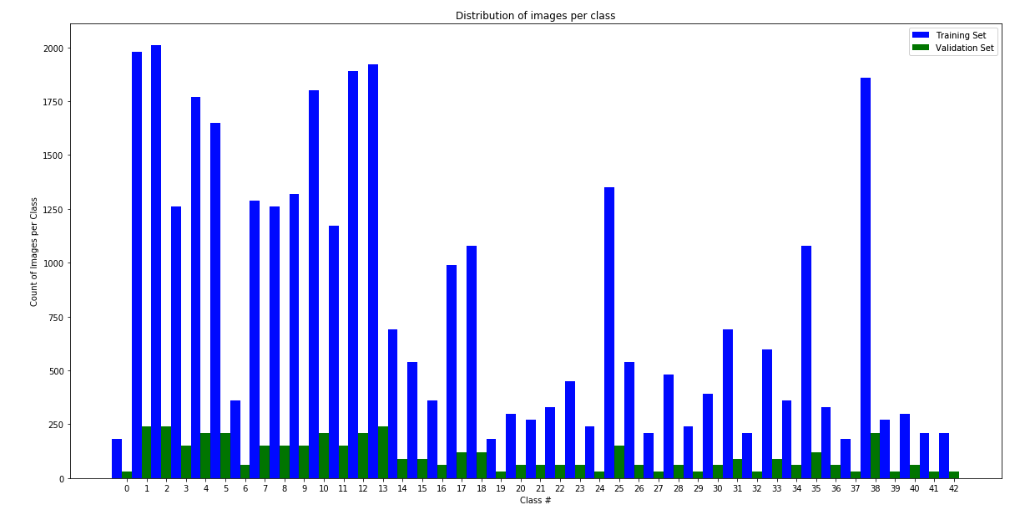 Distribution of images per class
Training Set
Validation Set
Count of Images per Class
2000
1750
1500
1250
1000
750
500
250
0
0 1 2 3 4 5 6 7 8 9 10 11 12 13 14 15 16 17 18 19 20 21 22 23 24 25 26 27 28 29 30 31 32 33 34 35 36 37 38 39 40 41 42
Class #